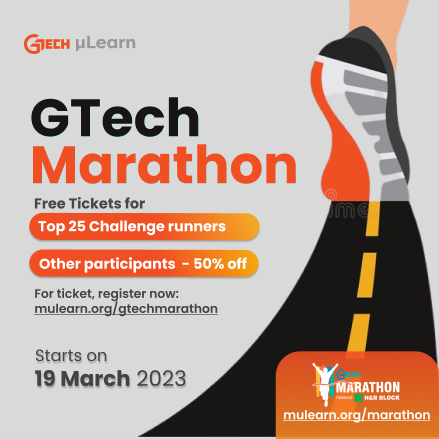 GTECH µLearn
GTech
Marathon
Free Tickets for
Top 25 Challenge runners
Other participants - 50% off
For ticket, register now:
mulearn.org/gtechmarathon
Starts on
19 March 2023
MARATHON
H&R BLOCK
mulearn.org/marathon